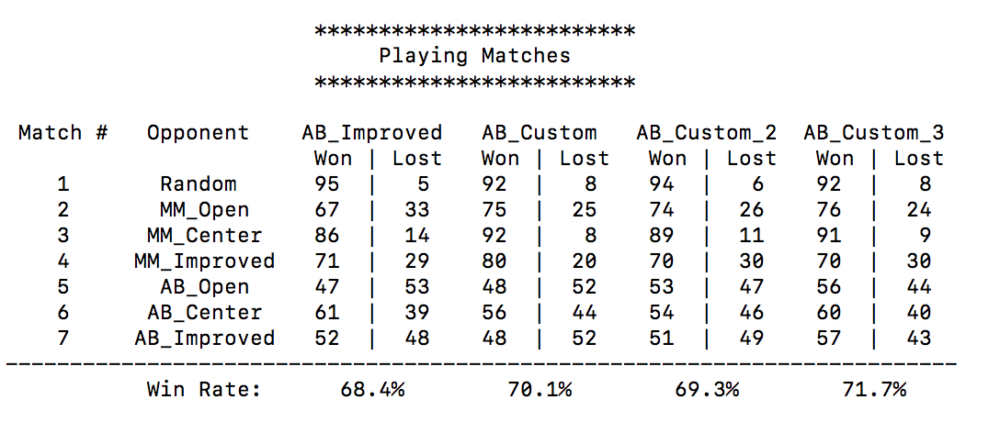 *************************
Playing Matches
*************************
Match # Opponent AB_Improved AB_Custom AB_Custom_2 AB_Custom_3
Won | Lost Won | Lost Won | Lost Won | Lost
1 Random 95 | 5 92 | 8 94 | 6 92 | 8
2 MM_Open 67 | 33 75 | 25 74 | 26 76 | 24
3 MM_Center 86 | 14 92 | 8 89 | 11 91 | 9
4 MM_Improved 71 | 29 80 | 20 70 | 30 70 | 30
5 AB_Open 47 | 53 48 | 52 53 | 47 56 | 44
6 AB_Center 61 | 39 56 | 44 54 | 46 60 | 40
7 AB_Improved 52 | 48 48 | 52 51 | 49 57 | 43
--------------------------------------------------------------------------
Win Rate: 68.4% 70.1% 69.3% 71.7%